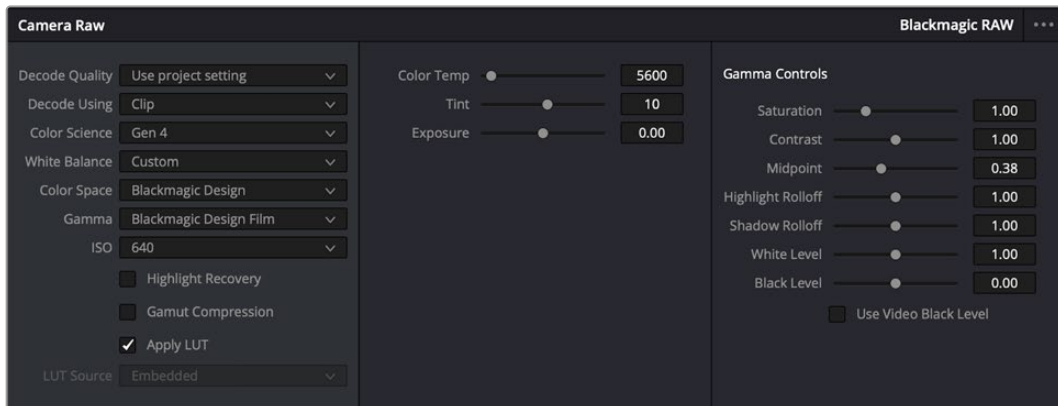 Camera Raw
Blackmagic RAW
Decode Quality Use project setting
Decode Using Clip
Color Science Gen 4
White Balance Custom
Color Space Blackmagic Design
Gamma Blackmagic Design Film
ISO 640
Highlight Recovery
Gamut Compression
Apply LUT
LUT Source Embedded
Color Temp 5600
Tint 10
Exposure 0.00
Gamma Controls
Saturation 1.00
Contrast 1.00
Midpoint 0.38
Highlight Rolloff 1.00
Shadow Rolloff 1.00
White Level 1.00
Black Level 0.00
Use Video Black Level